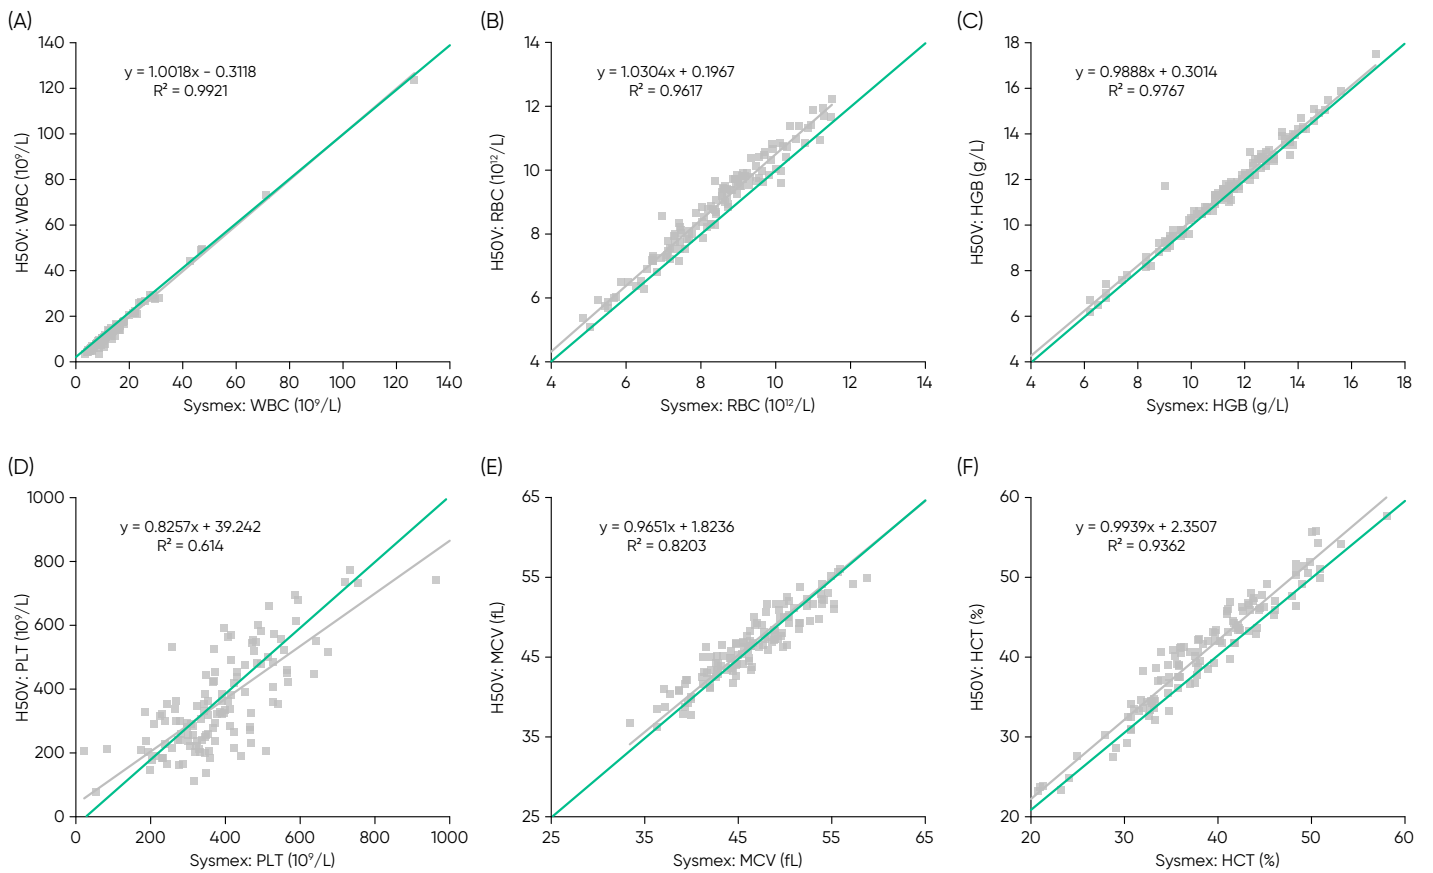 (A)
140
120
100
80
60
40
20
0
H50V: WBC (10⁹/L)
y = 1.0018x − 0.3118
R² = 0.9921
0 20 40 60 80 100 120 140
Sysmex: WBC (10⁹/L)
(B)
14
12
10
8
6
4
H50V: RBC (10¹²/L)
y = 1.0304x + 0.1967
R² = 0.9617
4 6 8 10 12 14
Sysmex: RBC (10¹²/L)
(C)
18
16
14
12
10
8
6
4
H50V: HGB (g/L)
y = 0.9888x + 0.3014
R² = 0.9767
4 6 10 12 14 16 18
Sysmex: HGB (g/L)
(D)
1000
800
600
400
200
0
H50V: PLT (10⁹/L)
y = 0.8257x + 39.242
R² = 0.614
0 200 400 600 800 1000
Sysmex: PLT (10⁹/L)
(E)
65
55
45
35
25
H50V: MCV (fL)
y = 0.9651x + 1.8236
R² = 0.8203
25 35 45 55 65
Sysmex: MCV (fL)
(F)
60
50
40
30
20
H50V: HCT (%)
y = 0.9939x + 2.3507
R² = 0.9362
20 30 40 50 60
Sysmex: HCT (%)